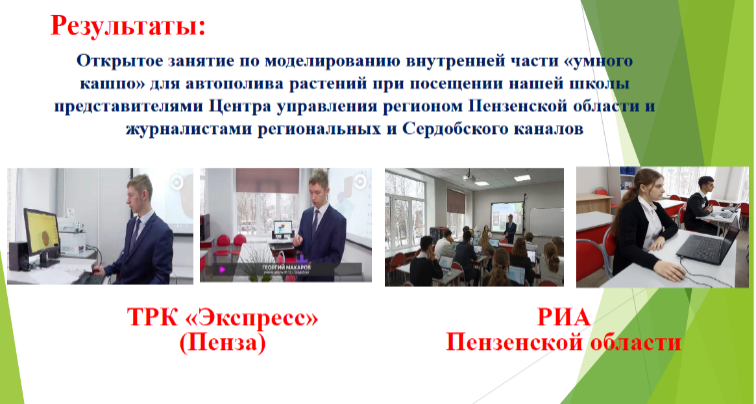 Результаты:
Открытое занятие по моделированию внутренней части «умного
кашпо» для автополива растений при посещении нашей школы
представителями Центра управления регионом Пензенской области и
журналистами региональных и Сердобского каналов
ГЕОРГИЙ МАКАРОВ
ТРК «Экспресс»
(Пенза)
РИА
Пензенской области